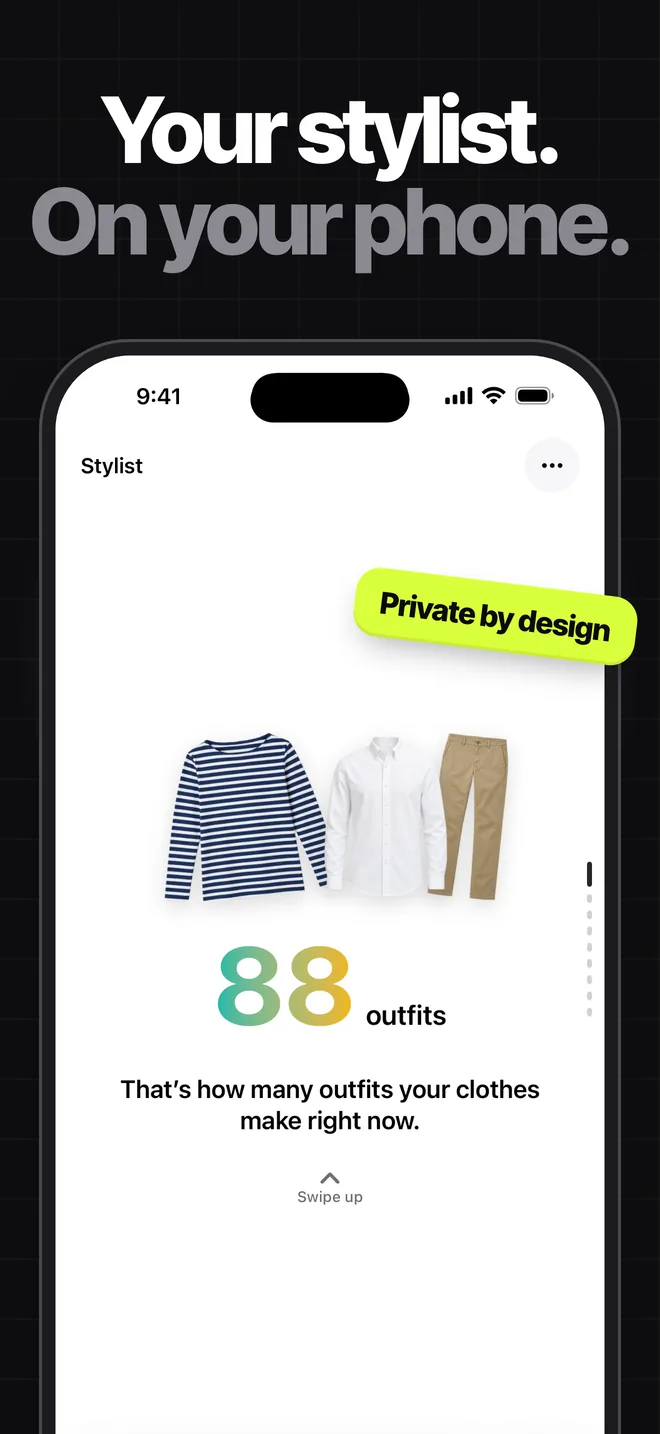 Your stylist.
On your phone.
9:41
Stylist
Private by design
88 outfits
That’s how many outfits your clothes
make right now.
Swipe up